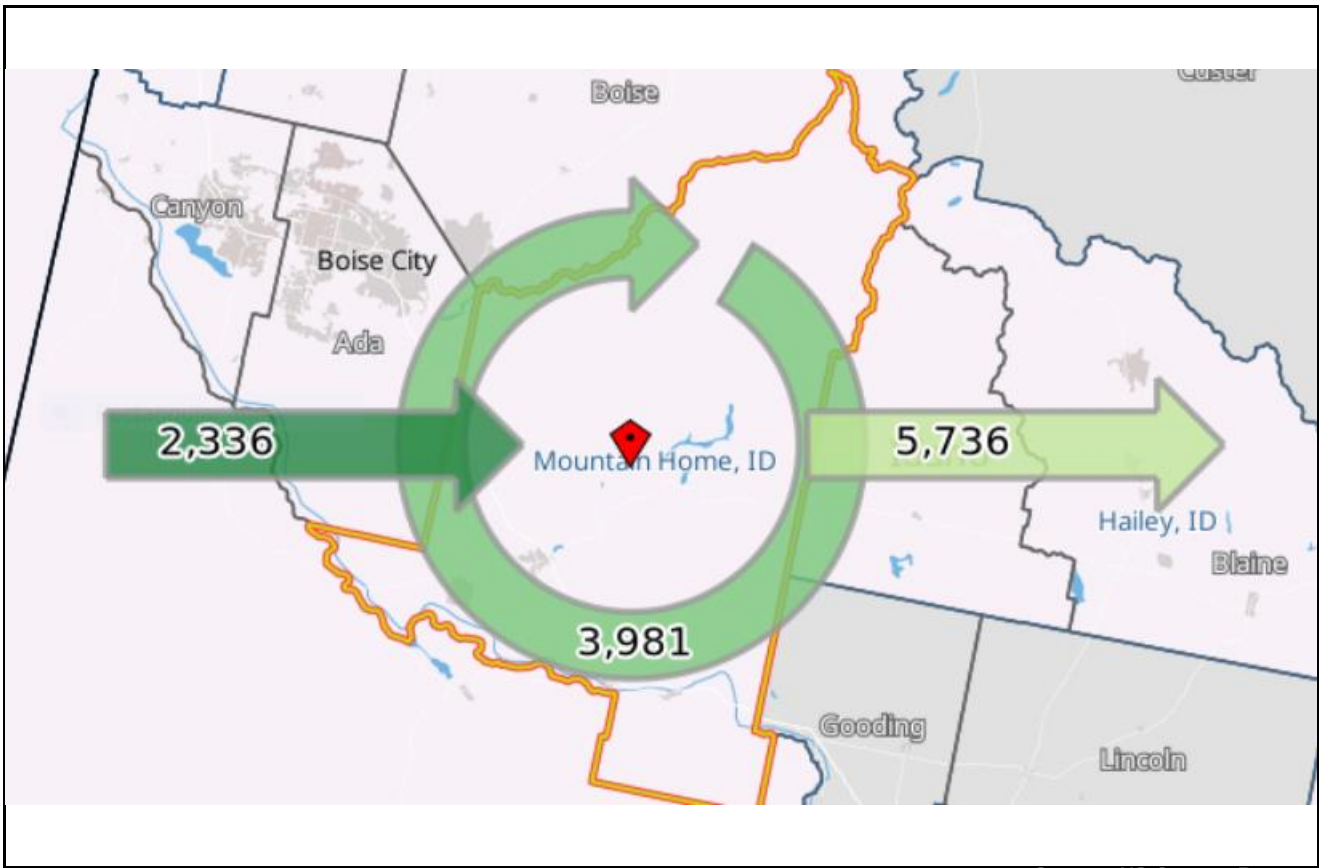 Custer
Boise
Canyon
Boise City
Ada
2,336
5,736
Mountain Home, ID
Hailey, ID
Blaine
3,981
Gooding
Lincoln